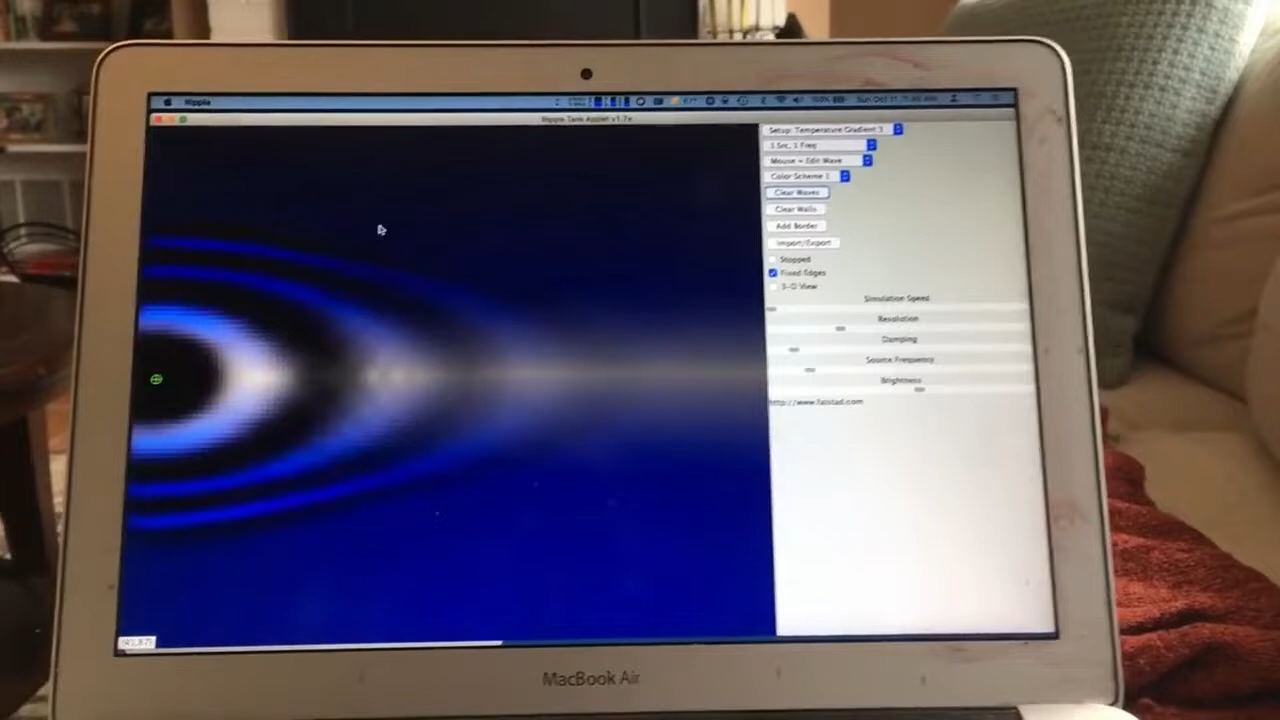 Ripple
Ripple Tank Applet v1.7e
Setup: Temperature Gradient 3
1 Src, 1 Freq
Mouse = Edit Wave
Color Scheme 1
Clear Waves
Clear Walls
Add Border
Import/Export
Stopped
Fixed Edges
3-D View
Simulation Speed
Resolution
Damping
Source Frequency
Brightness
http://www.falstad.com
MacBook Air